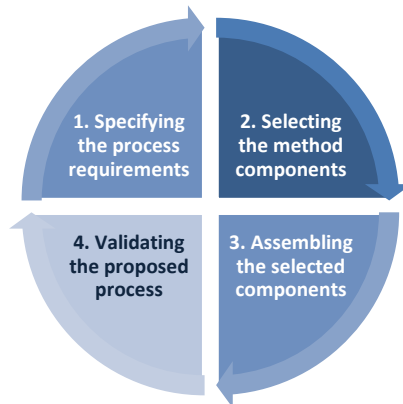 1. Specifying
the process
requirements
2. Selecting
the method
components
3. Assembling
the selected
components
4. Validating
the proposed
process